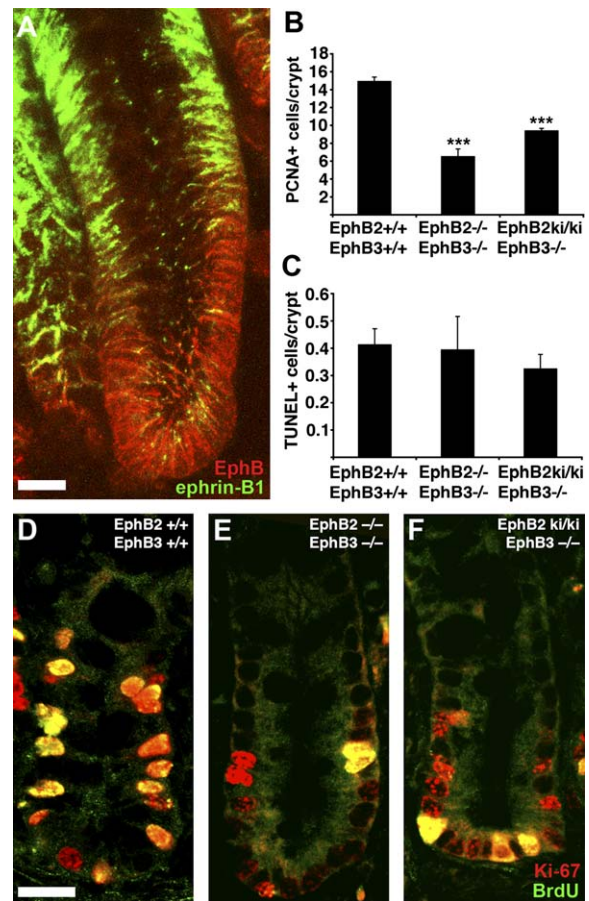 A
EphB
ephrin-B1
B
PCNA+ cells/crypt
18
16
14
12
10
8
6
4
2
0
***
***
EphB2+/+ EphB2-/- EphB2ki/ki
EphB3+/+ EphB3-/- EphB3-/-
C
TUNEL+ cells/crypt
0.6
0.5
0.4
0.3
0.2
0.1
EphB2+/+ EphB2-/- EphB2ki/ki
EphB3+/+ EphB3-/- EphB3-/-
D
EphB2 +/+
EphB3 +/+
E
EphB2 –/–
EphB3 –/–
F
EphB2 ki/ki
EphB3 –/–
Ki-67
BrdU